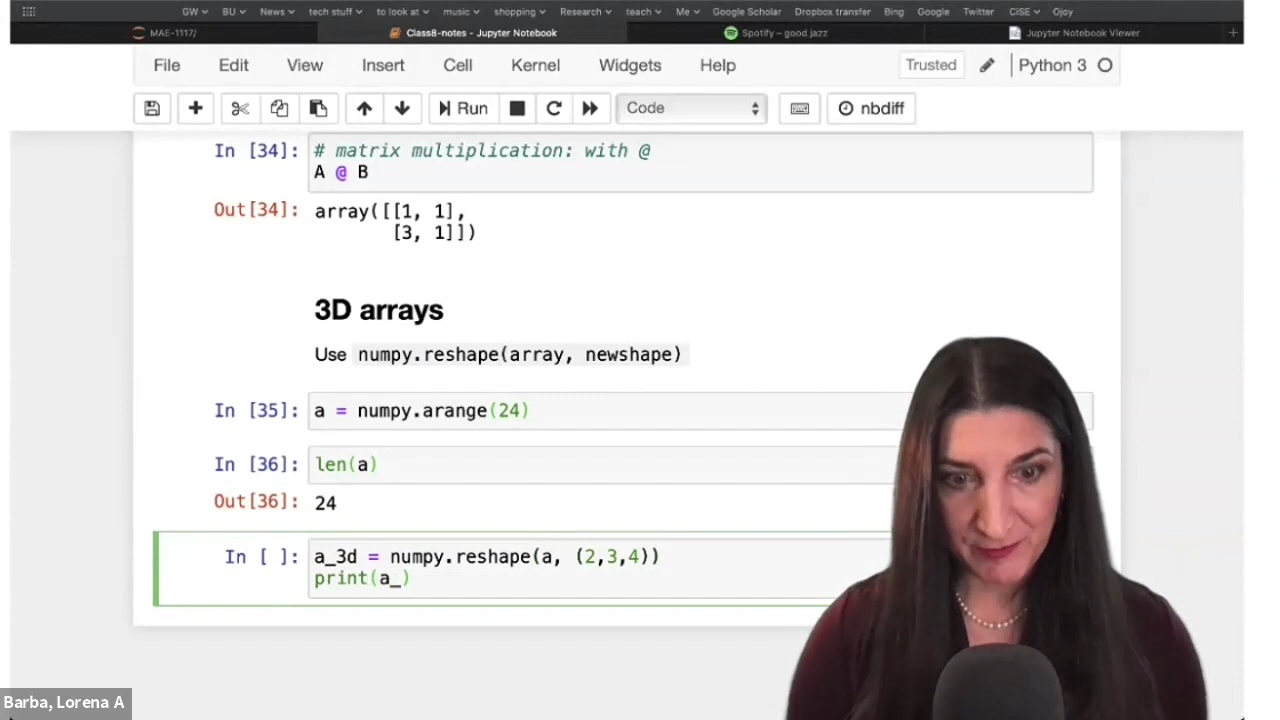 GW BU News tech stuff to look at music shopping Research teach Me Google Scholar Dropbox transfer Bing Google Twitter CiSE Ojoy
MAE-1117/ Class8-notes - Jupyter Notebook Spotify – good jazz Jupyter Notebook Viewer +
File Edit View Insert Cell Kernel Widgets Help Trusted Python 3
Run Code nbdiff
In [34]: # matrix multiplication: with @
A @ B
Out[34]: array([[1, 1],
[3, 1]])
3D arrays
Use numpy.reshape(array, newshape)
In [35]: a = numpy.arange(24)
In [36]: len(a)
Out[36]: 24
In [ ]: a_3d = numpy.reshape(a, (2,3,4))
print(a_)
Barba, Lorena A